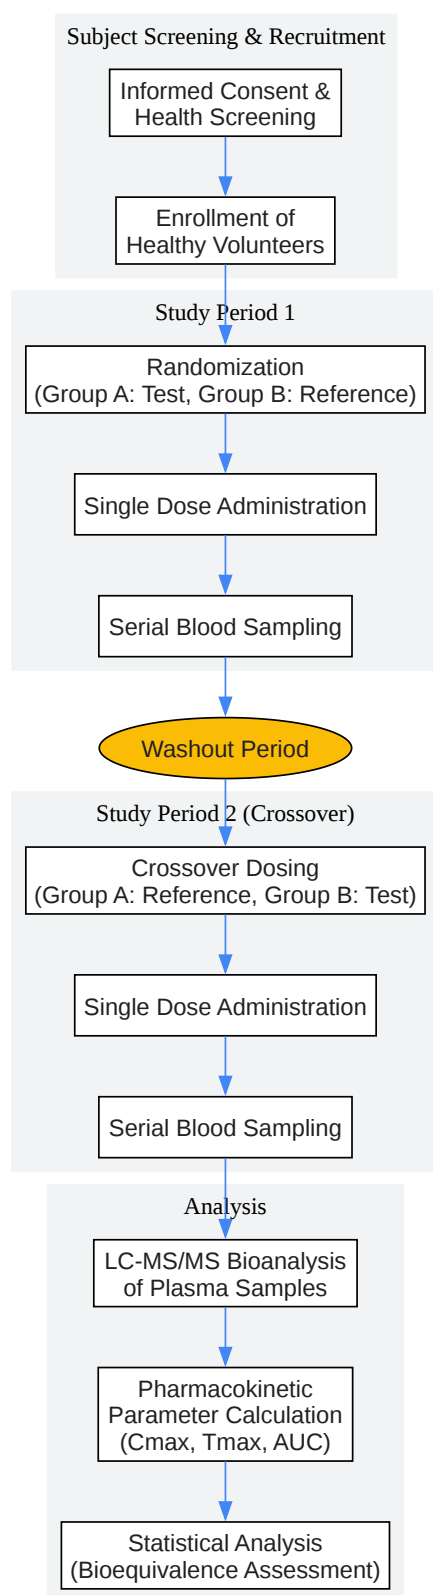 Subject Screening & Recruitment
Informed Consent &
Health Screening
Enrollment of
Healthy Volunteers
Study Period 1
Randomization
(Group A: Test, Group B: Reference)
Single Dose Administration
Serial Blood Sampling
Washout Period
Study Period 2 (Crossover)
Crossover Dosing
(Group A: Reference, Group B: Test)
Single Dose Administration
Serial Blood Sampling
Analysis
LC-MS/MS Bioanalysis
of Plasma Samples
Pharmacokinetic
Parameter Calculation
(Cmax, Tmax, AUC)
Statistical Analysis
(Bioequivalence Assessment)